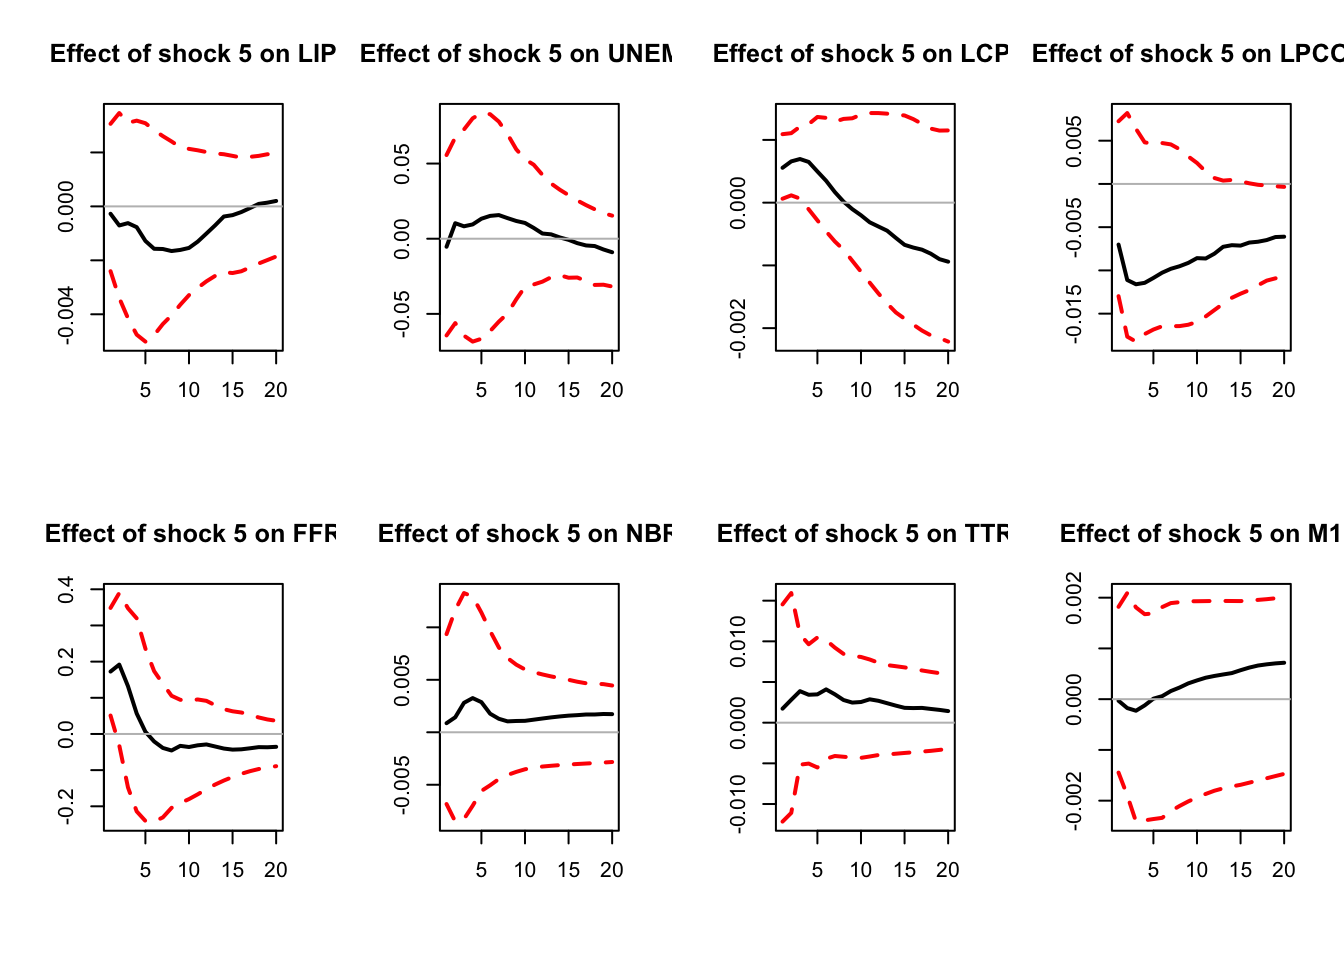 Effect of shock 5 on LIP
Effect of shock 5 on UNEM
Effect of shock 5 on LCP
Effect of shock 5 on LPCO
0.000
-0.004
5 10 15 20
0.05
0.00
-0.05
5 10 15 20
0.000
-0.002
5 10 15 20
0.005
-0.005
-0.015
5 10 15 20
Effect of shock 5 on FFR
Effect of shock 5 on NBR
Effect of shock 5 on TTR
Effect of shock 5 on M1
0.4
0.2
0.0
-0.2
5 10 15 20
0.005
-0.005
5 10 15 20
0.010
0.000
-0.010
5 10 15 20
0.002
0.000
-0.002
5 10 15 20